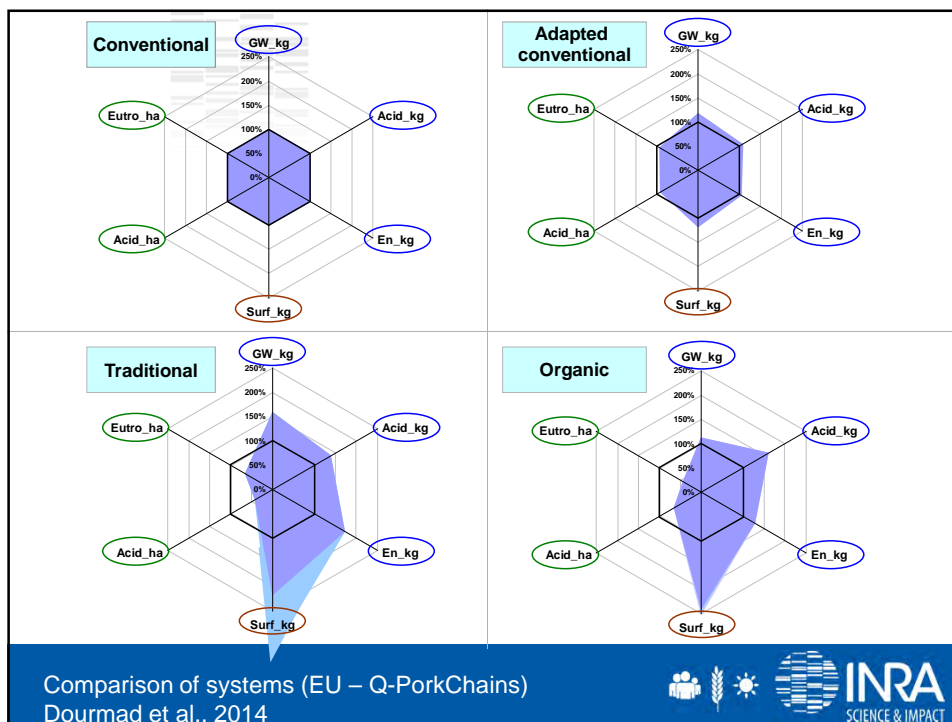 Conventional
GW_kg
250%
200%
150%
100%
50%
0%
Eutro_ha
Acid_kg
Acid_ha
En_kg
Surf_kg
Adapted
conventional
GW_kg
250%
200%
150%
100%
50%
0%
Eutro_ha
Acid_kg
Acid_ha
En_kg
Surf_kg
Traditional
GW_kg
250%
200%
150%
100%
50%
0%
Eutro_ha
Acid_kg
Acid_ha
En_kg
Surf_kg
Organic
GW_kg
250%
200%
150%
100%
50%
0%
Eutro_ha
Acid_kg
Acid_ha
En_kg
Surf_kg
Comparison of systems (EU – Q-PorkChains)
Dourmad et al., 2014
INRA
SCIENCE & IMPACT